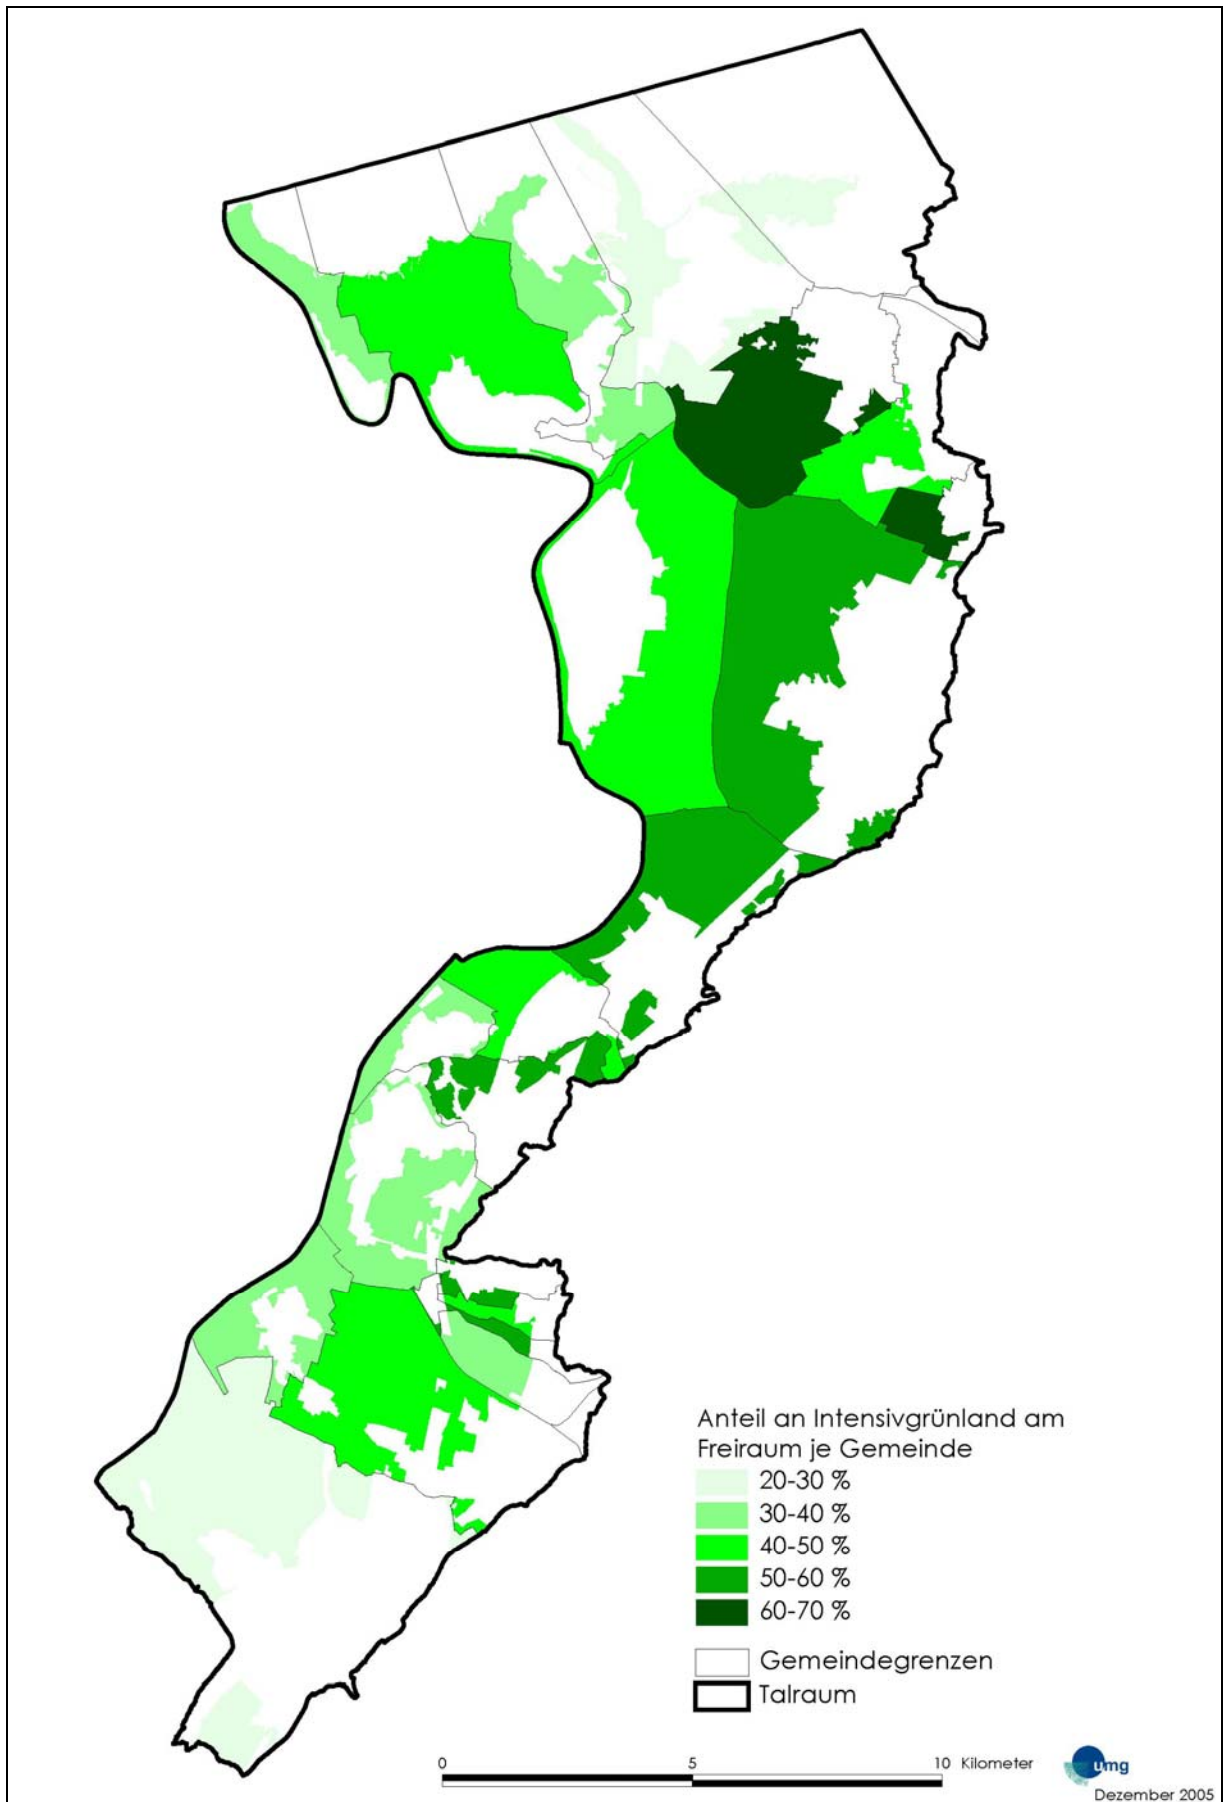 Anteil an Intensivgrünland am
Freiraum je Gemeinde
20-30 %
30-40 %
40-50 %
50-60 %
60-70 %
Gemeindegrenzen
Talraum
0 5 10 Kilometer
umg
Dezember 2005